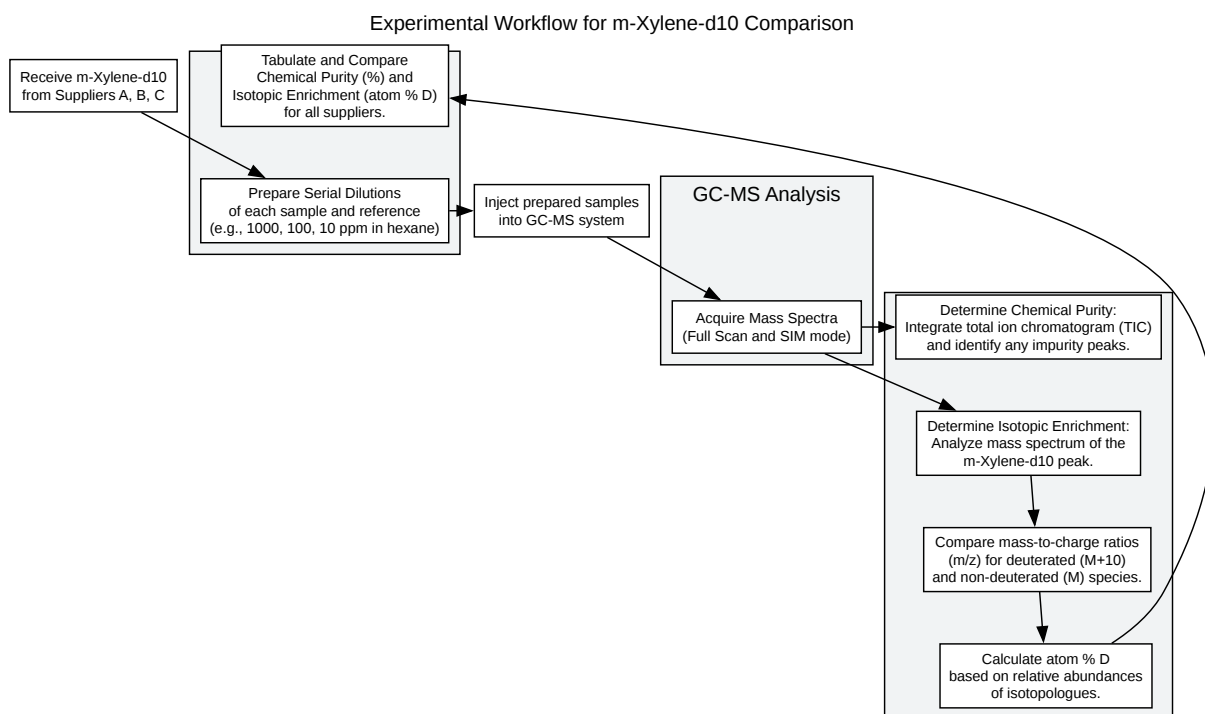 Experimental Workflow for m-Xylene-d10 Comparison
Receive m-Xylene-d10
from Suppliers A, B, C
Tabulate and Compare
Chemical Purity (%) and
Isotopic Enrichment (atom % D)
for all suppliers.
Prepare Serial Dilutions
of each sample and reference
(e.g., 1000, 100, 10 ppm in hexane)
Inject prepared samples
into GC-MS system
GC-MS Analysis
Acquire Mass Spectra
(Full Scan and SIM mode)
Determine Chemical Purity:
Integrate total ion chromatogram (TIC)
and identify any impurity peaks.
Determine Isotopic Enrichment:
Analyze mass spectrum of the
m-Xylene-d10 peak.
Compare mass-to-charge ratios
(m/z) for deuterated (M+10)
and non-deuterated (M) species.
Calculate atom % D
based on relative abundances
of isotopologues.